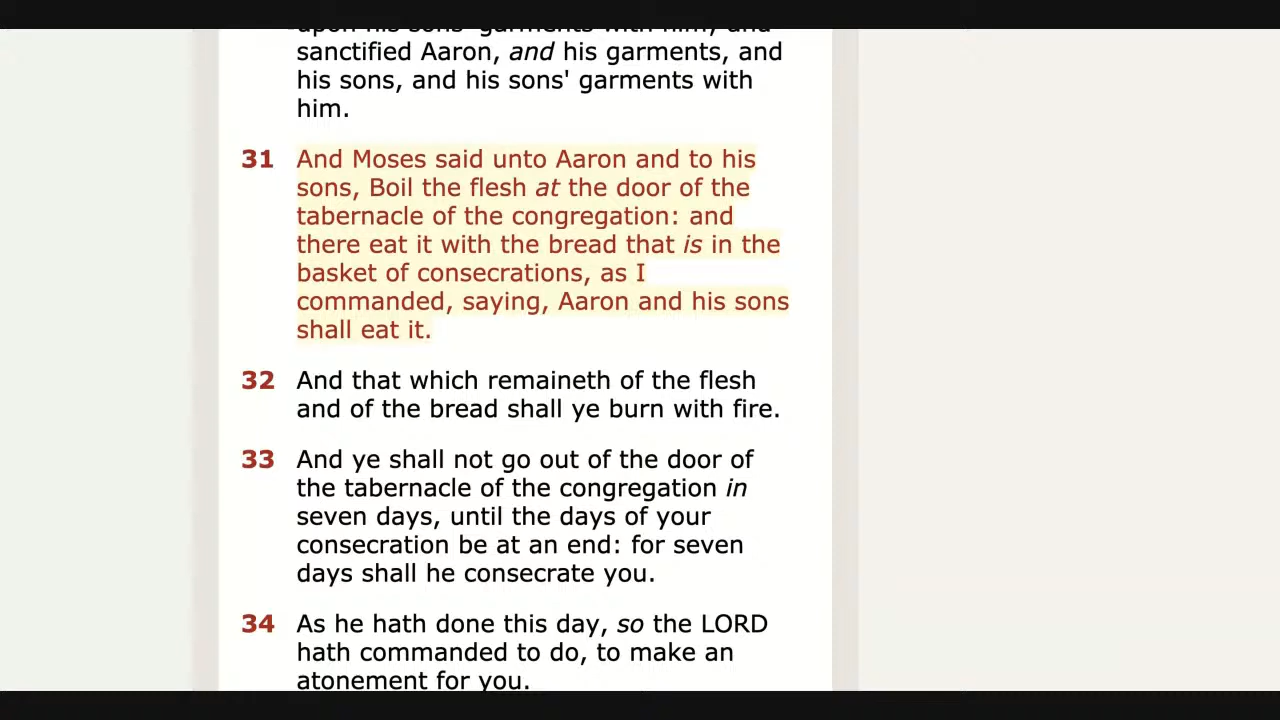 upon his sons' garments with him; and
sanctified Aaron, and his garments, and
his sons, and his sons' garments with
him.
31 And Moses said unto Aaron and to his
sons, Boil the flesh at the door of the
tabernacle of the congregation: and
there eat it with the bread that is in the
basket of consecrations, as I
commanded, saying, Aaron and his sons
shall eat it.
32 And that which remaineth of the flesh
and of the bread shall ye burn with fire.
33 And ye shall not go out of the door of
the tabernacle of the congregation in
seven days, until the days of your
consecration be at an end: for seven
days shall he consecrate you.
34 As he hath done this day, so the LORD
hath commanded to do, to make an
atonement for you.